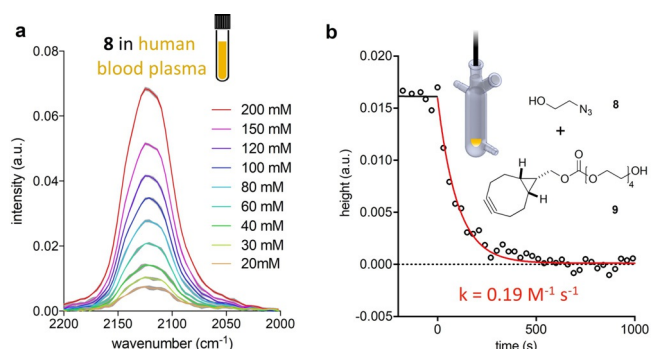 a
8 in human
blood plasma
0.08
0.06
0.04
0.02
0.00
intensity (a.u.)
2200
2150
2100
2050
2000
wavenumber (cm⁻¹)
200 mM
150 mM
120 mM
100 mM
80 mM
60 mM
40 mM
30 mM
20mM
b
0.020
0.015
0.010
0.005
0.000
-0.005
height (a.u.)
0
500
1000
time (s)
HO
N₃
8
+
H
H
O
O
O
O
OH
4
9
k = 0.19 M⁻¹ s⁻¹